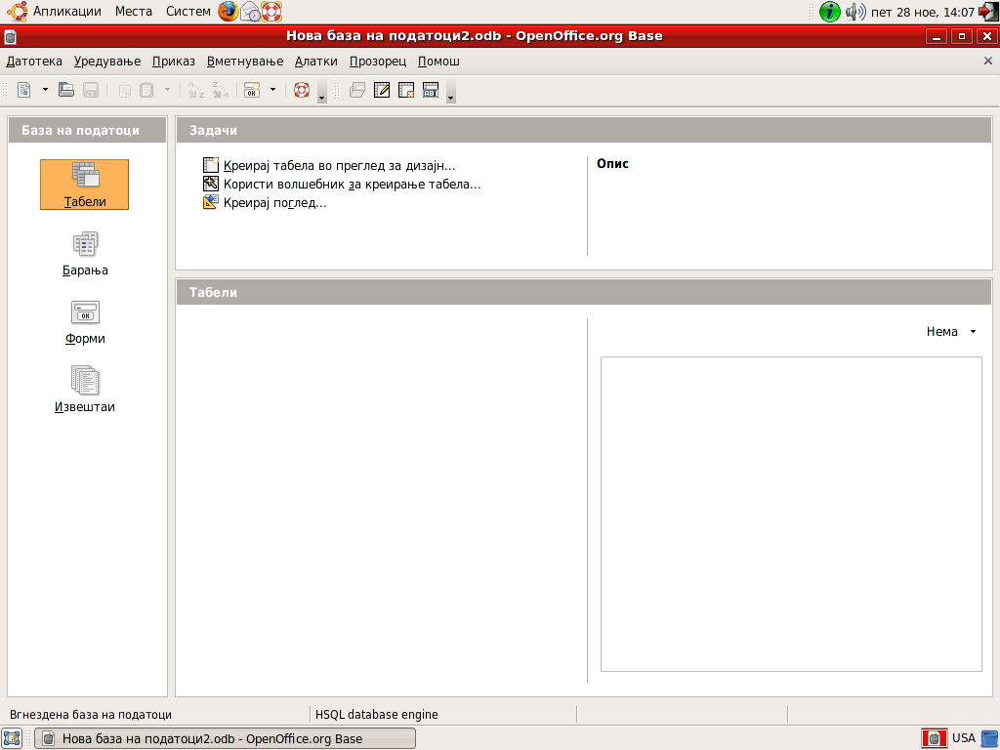 Апликации Места Систем пет 28 ное, 14:07
Нова база на податоци2.odb - OpenOffice.org Base
Датотека Уредување Приказ Вметнување Алатки Прозорец Помош
База на податоци
Табели
Барања
Форми
Извештаи
Задачи
Креирај табела во преглед за дизајн...
Користи волшебник за креирање табела...
Креирај поглед...
Опис
Табели
Нема
Вгнездена база на податоци HSQL database engine
Нова база на податоци2.odb - OpenOffice.org Base USA